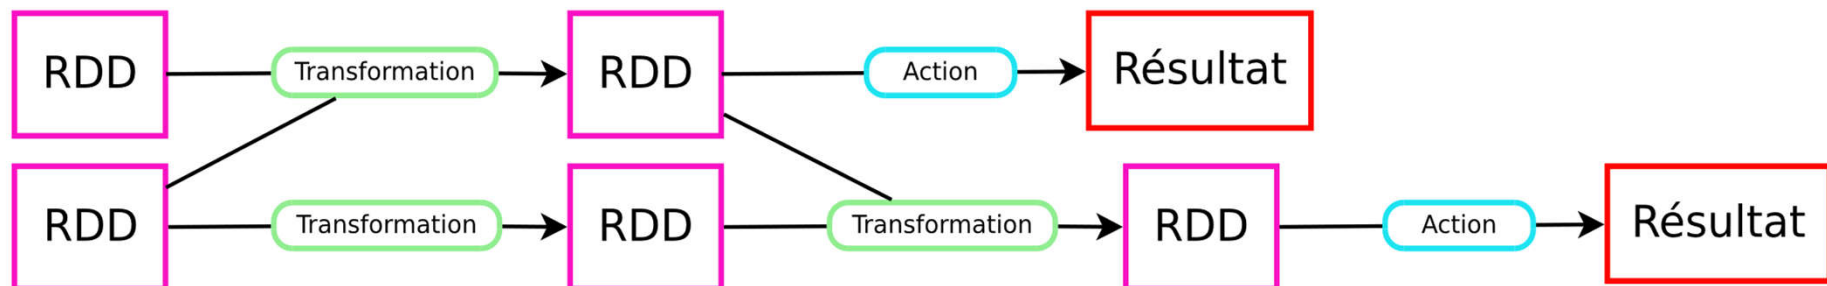 RDD Transformation RDD Action Résultat
RDD Transformation RDD Transformation RDD Action Résultat